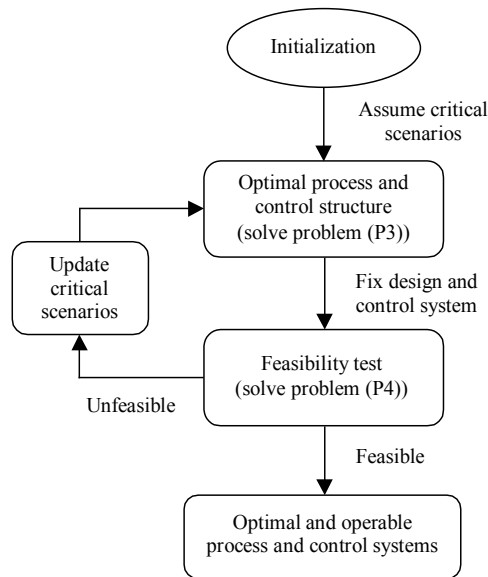 Initialization
Assume critical
scenarios
Optimal process and
control structure
(solve problem (P3))
Update
critical
scenarios
Fix design and
control system
Feasibility test
(solve problem (P4))
Unfeasible
Feasible
Optimal and operable
process and control systems